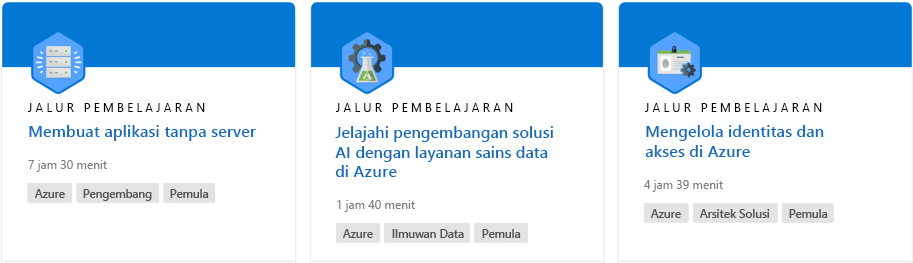 JALUR PEMBELAJARAN
Membuat aplikasi tanpa server
7 jam 30 menit
Azure Pengembang Pemula
JALUR PEMBELAJARAN
Jelajahi pengembangan solusi
AI dengan layanan sains data
di Azure
1 jam 40 menit
Azure Ilmuwan Data Pemula
JALUR PEMBELAJARAN
Mengelola identitas dan
akses di Azure
4 jam 39 menit
Azure Arsitek Solusi Pemula